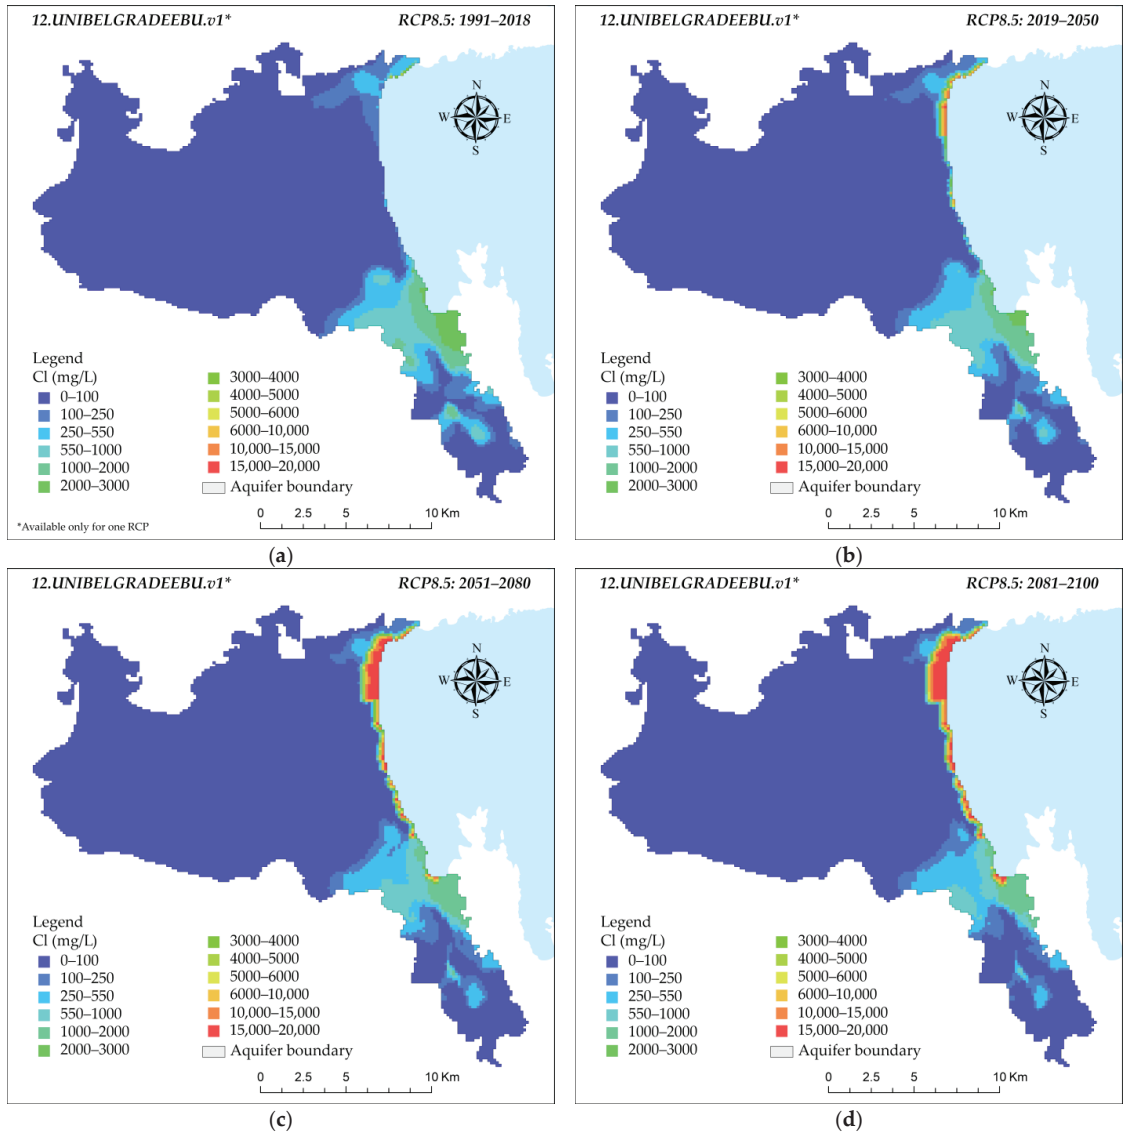 12.UNIBELGRADEEBU.v1* RCP8.5: 1991–2018
N
W E
S
Legend
Cl (mg/L)
0–100
100–250
250–550
550–1000
1000–2000
2000–3000
3000–4000
4000–5000
5000–6000
6000–10,000
10,000–15,000
15,000–20,000
Aquifer boundary
0 2.5 5 10 Km
*Available only for one RCP
(a)
12.UNIBELGRADEEBU.v1* RCP8.5: 2019–2050
N
W E
S
Legend
Cl (mg/L)
0–100
100–250
250–550
550–1000
1000–2000
2000–3000
3000–4000
4000–5000
5000–6000
6000–10,000
10,000–15,000
15,000–20,000
Aquifer boundary
0 2.5 5 10 Km
(b)
12.UNIBELGRADEEBU.v1* RCP8.5: 2051–2080
N
W E
S
Legend
Cl (mg/L)
0–100
100–250
250–550
550–1000
1000–2000
2000–3000
3000–4000
4000–5000
5000–6000
6000–10,000
10,000–15,000
15,000–20,000
Aquifer boundary
0 2.5 5 10 Km
(c)
12.UNIBELGRADEEBU.v1* RCP8.5: 2081–2100
N
W E
S
Legend
Cl (mg/L)
0–100
100–250
250–550
550–1000
1000–2000
2000–3000
3000–4000
4000–5000
5000–6000
6000–10,000
10,000–15,000
15,000–20,000
Aquifer boundary
0 2.5 5 10 Km
(d)